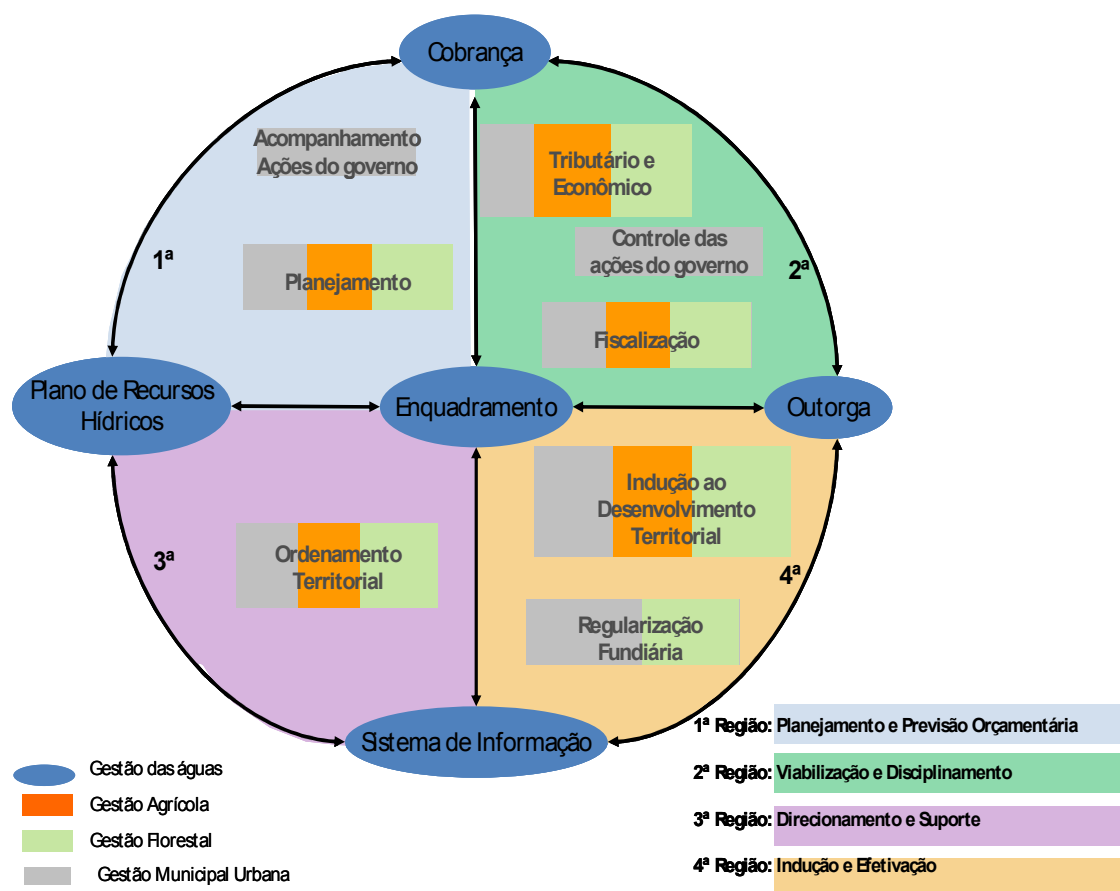 Cobrança
Acompanhamento
Ações do governo
Tributário e
Econômico
Controle das
ações do governo
1ª
2ª
Planejamento
Fiscalização
Plano de Recursos
Hídricos
Enquadramento
Outorga
Indução ao
Desenvolvimento
Territorial
Ordenamento
Territorial
3ª
4ª
Regularização
Fundiária
Sistema de Informação
Gestão das águas
Gestão Agrícola
Gestão Florestal
Gestão Municipal Urbana
1ª Região: Planejamento e Previsão Orçamentária
2ª Região: Viabilização e Disciplinamento
3ª Região: Direcionamento e Suporte
4ª Região: Indução e Efetivação